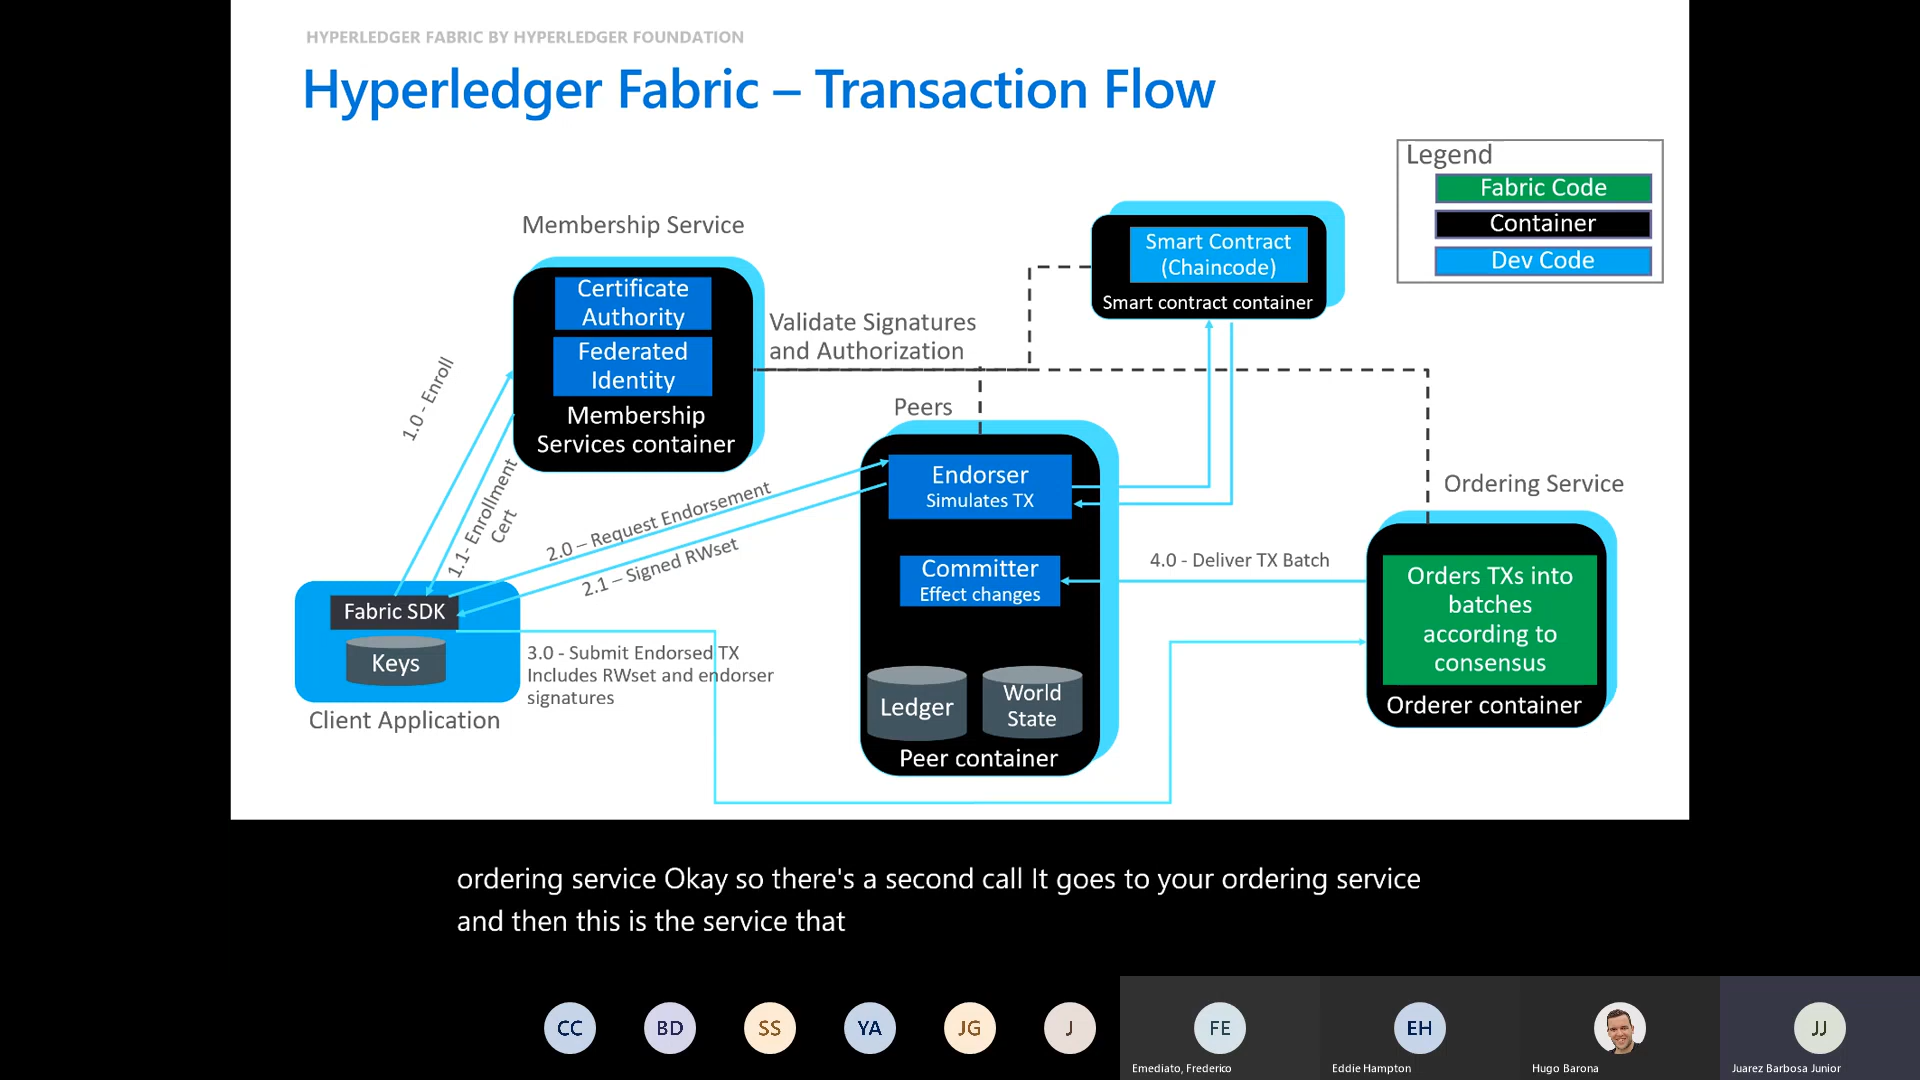 HYPERLEDGER FABRIC BY HYPERLEDGER FOUNDATION
Hyperledger Fabric – Transaction Flow
Legend
Fabric Code
Container
Dev Code
Membership Service
Certificate
Authority
Federated
Identity
Membership
Services container
Validate Signatures
and Authorization
Smart Contract
(Chaincode)
Smart contract container
1.0 - Enroll
1.1- Enrollment
Cert
2.0 – Request Endorsement
2.1 – Signed RWset
Peers
Endorser
Simulates TX
Committer
Effect changes
Ledger
World
State
Peer container
4.0 - Deliver TX Batch
Ordering Service
Orders TXs into
batches
according to
consensus
Orderer container
Fabric SDK
Keys
Client Application
3.0 - Submit Endorsed TX
Includes RWset and endorser
signatures
ordering service Okay so there's a second call It goes to your ordering service
and then this is the service that
CC
BD
SS
YA
JG
J
FE
EH
JJ
Emediato, Frederico
Eddie Hampton
Hugo Barona
Juarez Barbosa Junior